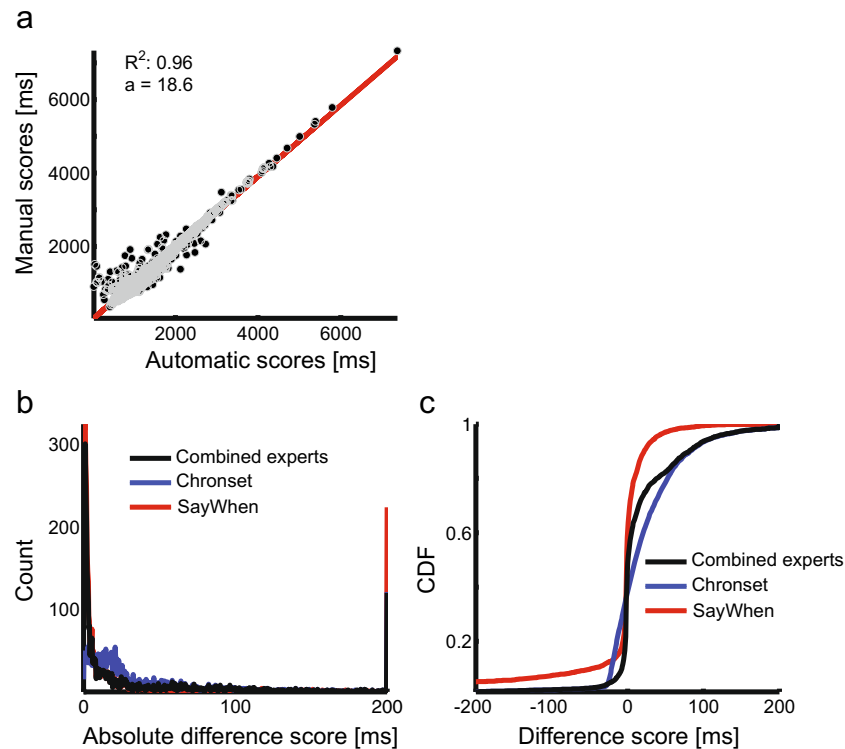 a
R²: 0.96
a = 18.6
Manual scores [ms]
6000
4000
2000
2000 4000 6000
Automatic scores [ms]
b
Count
300
200
100
Combined experts
Chronset
SayWhen
0 100 200
Absolute difference score [ms]
c
CDF
1
0.6
0.2
Combined experts
Chronset
SayWhen
-200 -100 0 100 200
Difference score [ms]